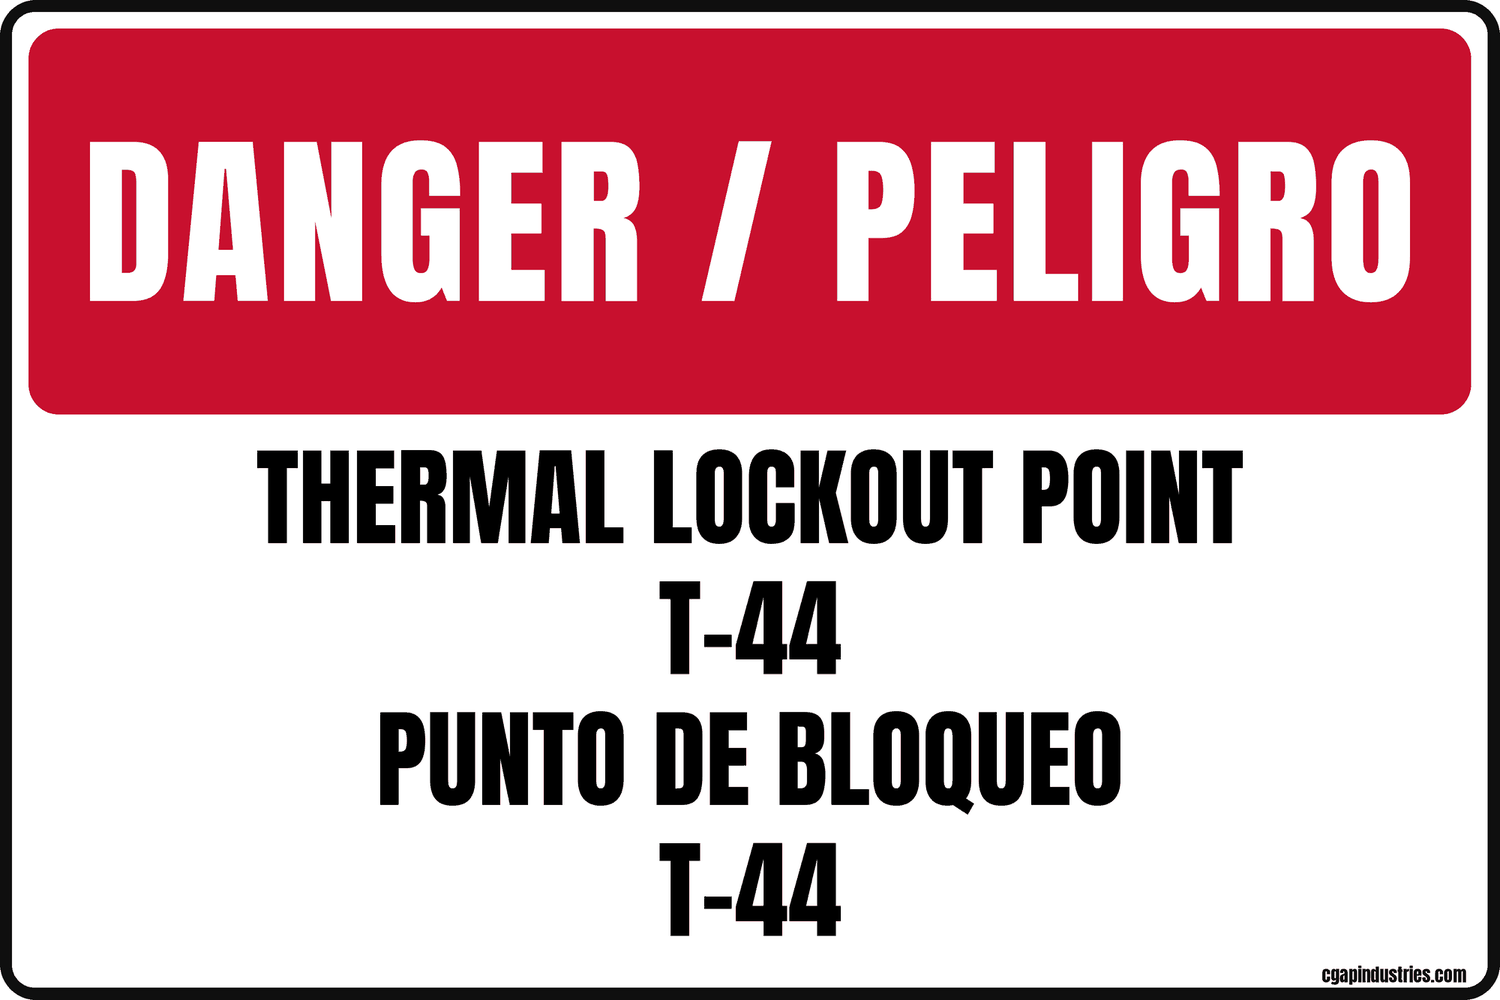 DANGER / PELIGRO
THERMAL LOCKOUT POINT
T-44
PUNTO DE BLOQUEO
T-44
cgapindustries.com